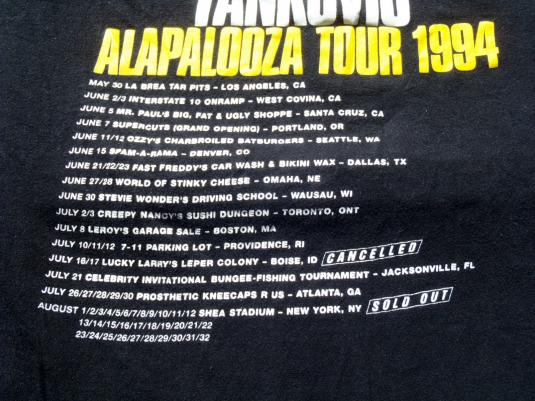 YANKOVIC
ALAPALOOZA TOUR 1994
MAY 30 LA BREA TAR PITS - LOS ANGELES, CA
JUNE 2/3 INTERSTATE 10 ONRAMP - WEST COVINA, CA
JUNE 5 MR. PAUL'S BIG, FAT & UGLY SHOPPE - SANTA CRUZ, CA
JUNE 7 SUPERCUTS (GRAND OPENING) - PORTLAND, OR
JUNE 11/12 OZZY'S CHARBROILED BATBURGERS - SEATTLE, WA
JUNE 15 SPAM-A-RAMA - DENVER, CO
JUNE 21/22/23 FAST FREDDY'S CAR WASH & BIKINI WAX - DALLAS, TX
JUNE 27/28 WORLD OF STINKY CHEESE - OMAHA, NE
JUNE 30 STEVIE WONDER'S DRIVING SCHOOL - WAUSAU, WI
JULY 2/3 CREEPY NANCY'S SUSHI DUNGEON - TORONTO, ONT
JULY 8 LEROY'S GARAGE SALE - BOSTON, MA
JULY 10/11/12 7-11 PARKING LOT - PROVIDENCE, RI
JULY 16/17 LUCKY LARRY'S LEPER COLONY - BOISE, ID CANCELLED
JULY 21 CELEBRITY INVITATIONAL BUNGEE-FISHING TOURNAMENT - JACKSONVILLE, FL
JULY 26/27/28/29/30 PROSTHETIC KNEECAPS R US - ATLANTA, GA
AUGUST 1/2/3/4/5/6/7/8/9/10/11/12 SHEA STADIUM - NEW YORK, NY SOLD OUT
13/14/15/16/17/18/19/20/21/22
23/24/25/26/27/28/29/30/31/32